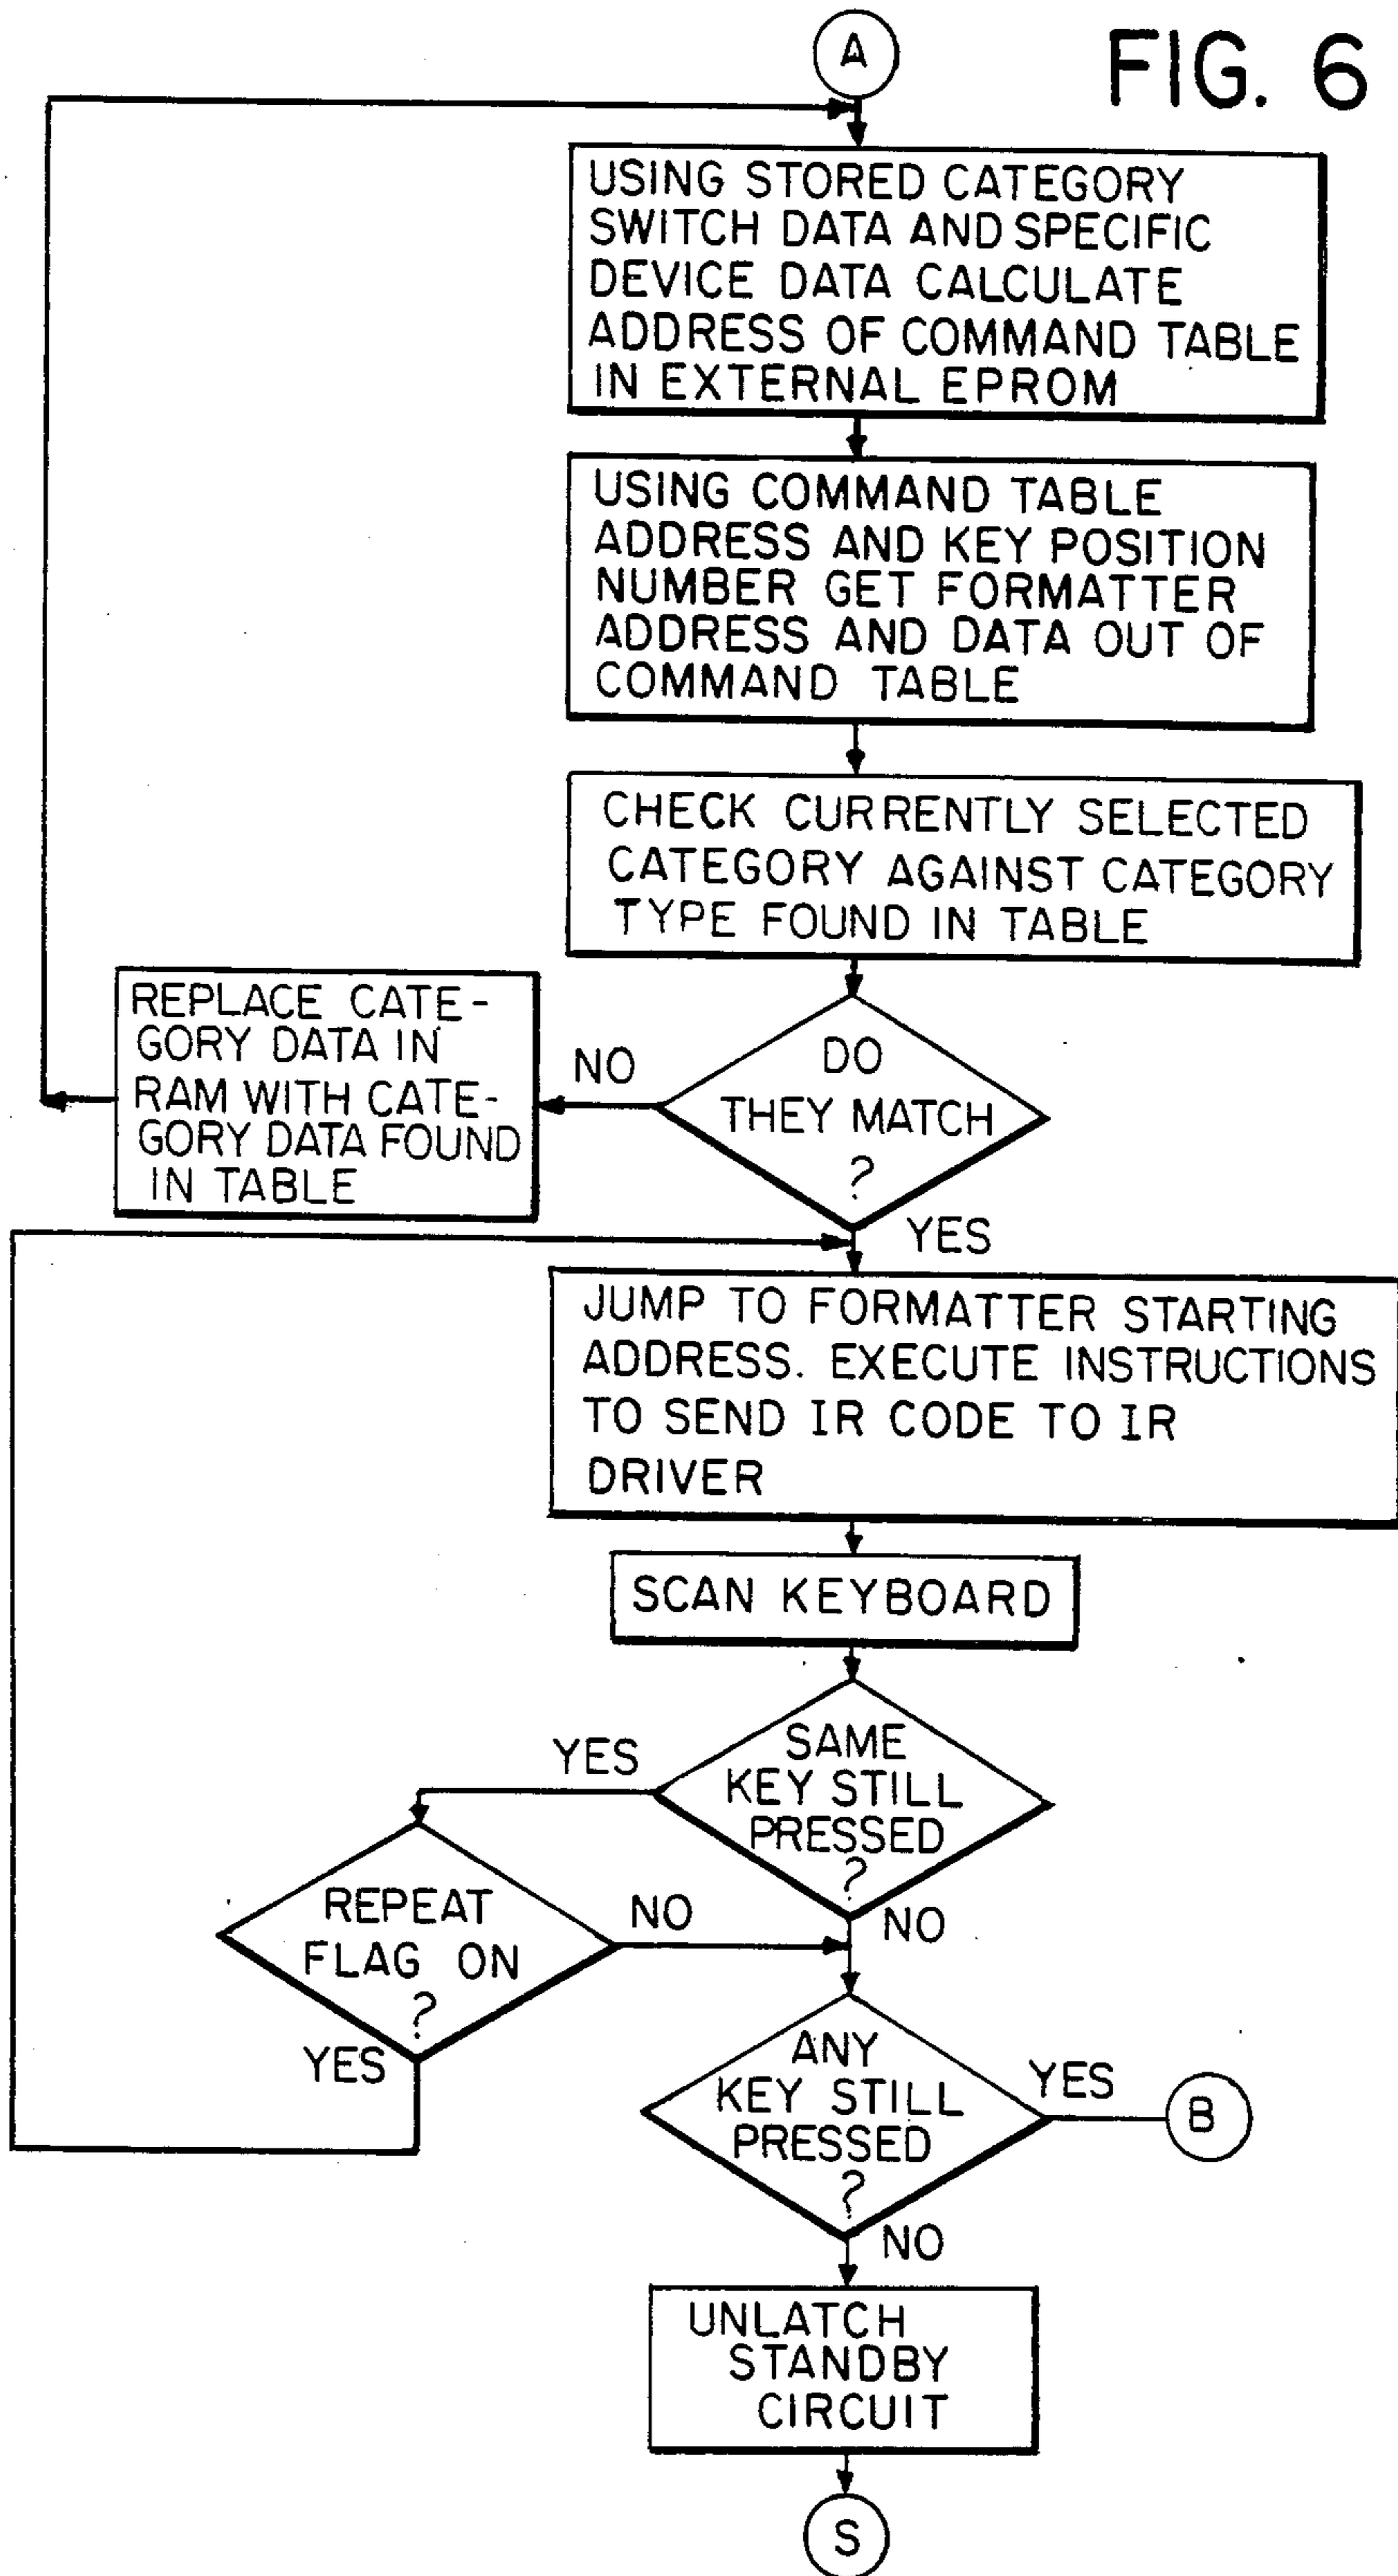 A
FIG. 6
USING STORED CATEGORY
SWITCH DATA AND SPECIFIC
DEVICE DATA CALCULATE
ADDRESS OF COMMAND TABLE
IN EXTERNAL EPROM
USING COMMAND TABLE
ADDRESS AND KEY POSITION
NUMBER GET FORMATTER
ADDRESS AND DATA OUT OF
COMMAND TABLE
CHECK CURRENTLY SELECTED
CATEGORY AGAINST CATEGORY
TYPE FOUND IN TABLE
DO
THEY MATCH
?
NO
REPLACE CATE-
GORY DATA IN
RAM WITH CATE-
GORY DATA FOUND
IN TABLE
YES
JUMP TO FORMATTER STARTING
ADDRESS. EXECUTE INSTRUCTIONS
TO SEND IR CODE TO IR
DRIVER
SCAN KEYBOARD
SAME
KEY STILL
PRESSED
?
YES
NO
REPEAT
FLAG ON
?
NO
YES
ANY
KEY STILL
PRESSED
?
YES
B
NO
UNLATCH
STANDBY
CIRCUIT
S